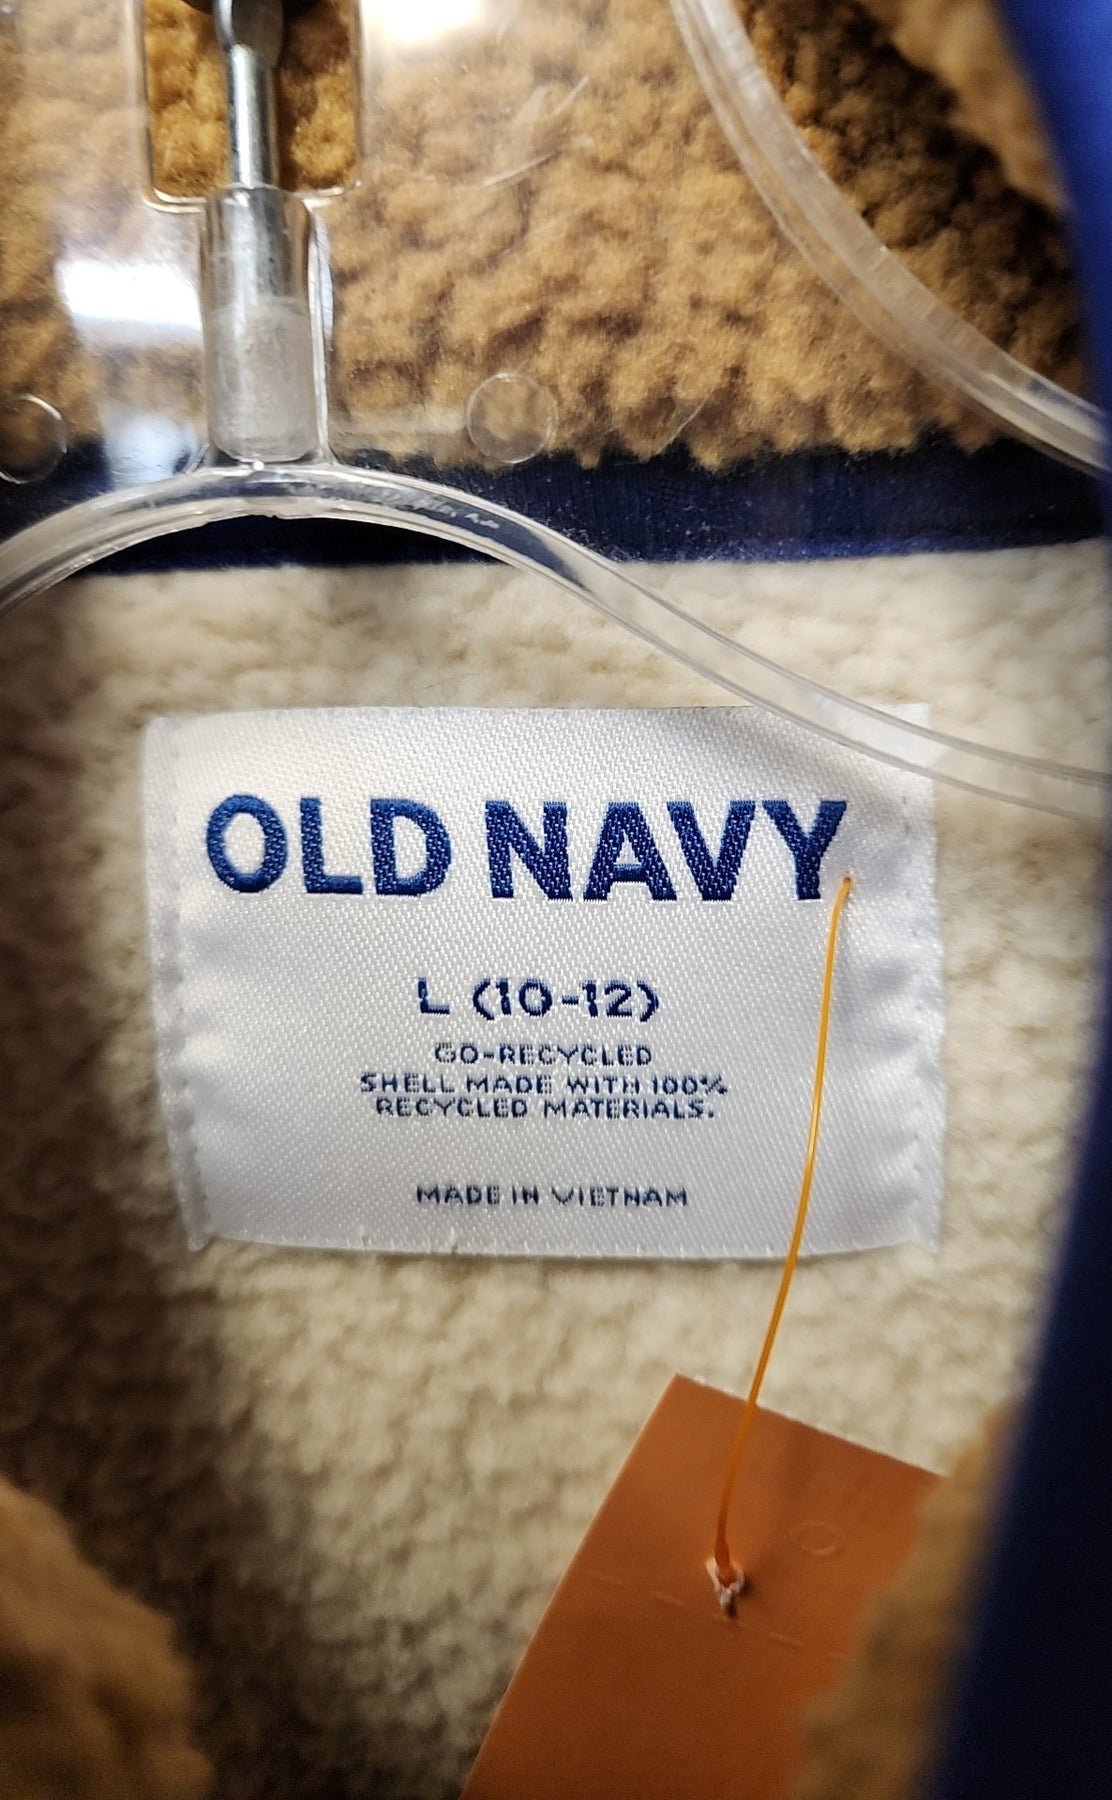 OLD NAVY
L (10-12)
GO-RECYCLED
SHELL MADE WITH 100%
RECYCLED MATERIALS.
MADE IN VIETNAM